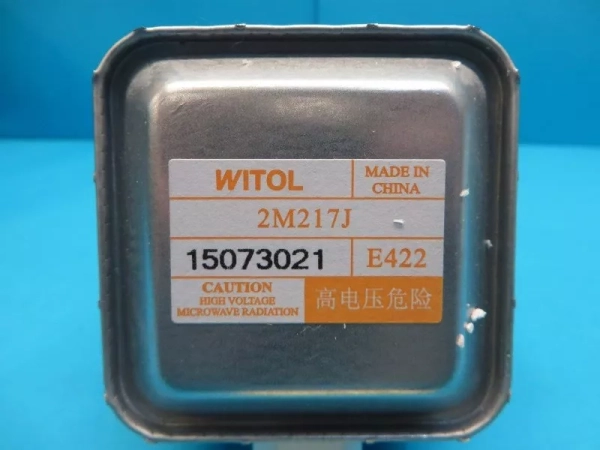 WITOL
MADE IN
CHINA
2M217J
15073021
E422
CAUTION
HIGH VOLTAGE
MICROWAVE RADIATION
高电压危险